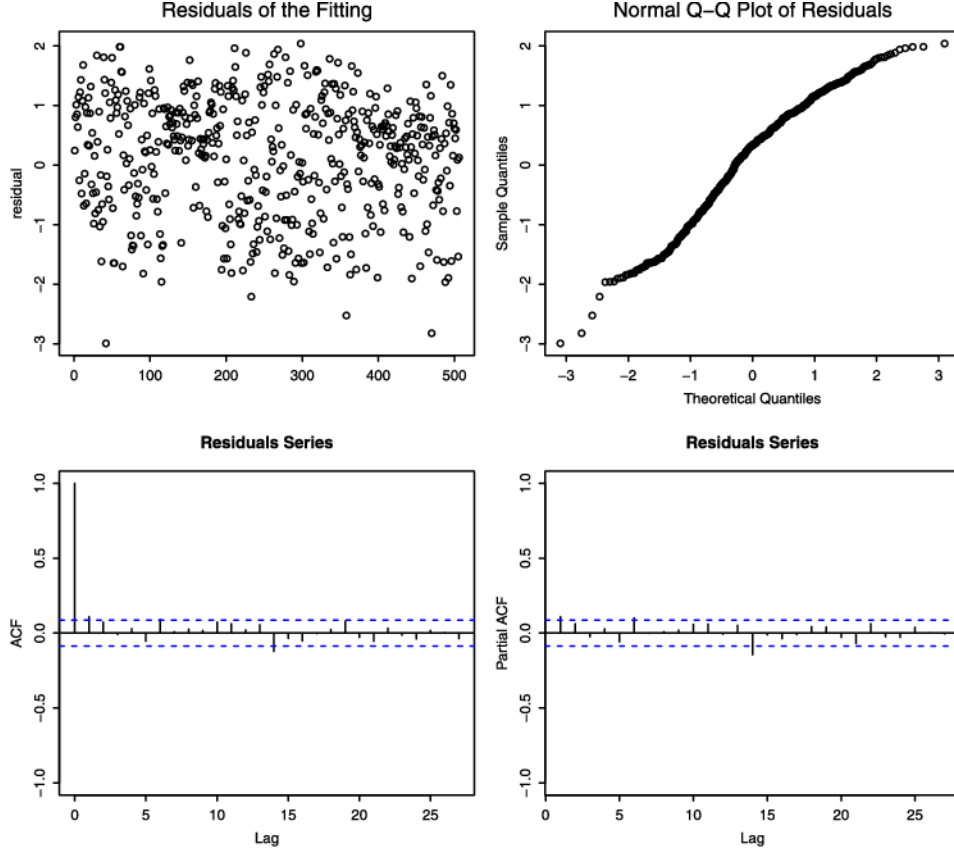 Residuals of the Fitting
residual
2
1
0
−1
−2
−3
0 100 200 300 400 500
Normal Q−Q Plot of Residuals
Sample Quantiles
2
1
0
−1
−2
−3
−3 −2 −1 0 1 2 3
Theoretical Quantiles
Residuals Series
ACF
1.0
0.5
0.0
−0.5
−1.0
0 5 10 15 20 25
Lag
Residuals Series
Partial ACF
1.0
0.5
0.0
−0.5
−1.0
0 5 10 15 20 25
Lag